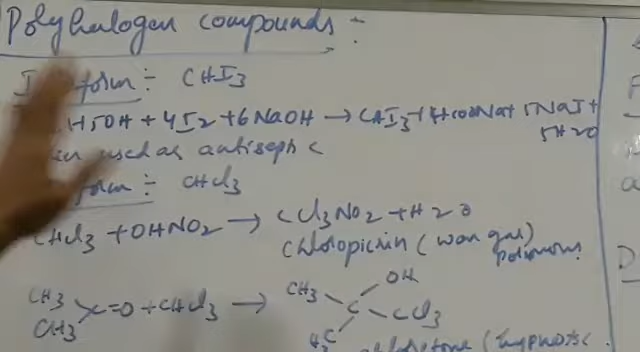 Polyhalogen compounds :-
form :- CHI3
H5OH + 4I2 + 6NaOH → CHI3 + HCOONa + 5NaI + 5H2O
used as antiseptic
form :- CHCl3
CHCl3 + OHNO2 → CCl3NO2 + H2O
chloropicrin (war gas) poisonous
CH3 CH3 C=O + CHCl3 → CH3 H3C C OH CCl3
(hypnotic